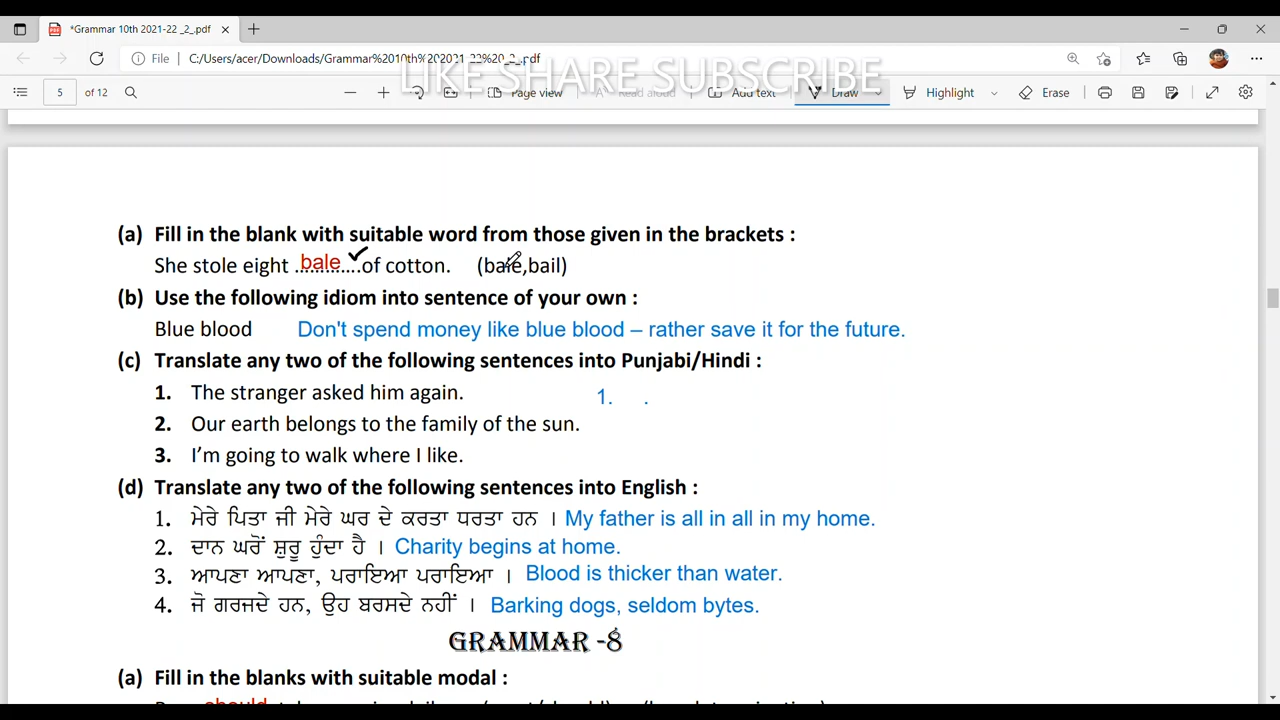 *Grammar 10th 2021-22 _2_.pdf
File C:/Users/acer/Downloads/Grammar%2010th%202021-22%20_2_.pdf
LIKE SHARE SUBSCRIBE
5 of 12 Page view Read aloud Add text Draw Highlight Erase
(a) Fill in the blank with suitable word from those given in the brackets :
She stole eight ....bale.....of cotton. (bale,bail)
(b) Use the following idiom into sentence of your own :
Blue blood Don't spend money like blue blood – rather save it for the future.
(c) Translate any two of the following sentences into Punjabi/Hindi :
1. The stranger asked him again. 1. .
2. Our earth belongs to the family of the sun.
3. I'm going to walk where I like.
(d) Translate any two of the following sentences into English :
1. ਮੇਰੇ ਪਿਤਾ ਜੀ ਮੇਰੇ ਘਰ ਦੇ ਕਰਤਾ ਧਰਤਾ ਹਨ । My father is all in all in my home.
2. ਦਾਨ ਘਰੋਂ ਸ਼ੁਰੂ ਹੁੰਦਾ ਹੈ । Charity begins at home.
3. ਆਪਣਾ ਆਪਣਾ, ਪਰਾਇਆ ਪਰਾਇਆ । Blood is thicker than water.
4. ਜੋ ਗਰਜਦੇ ਹਨ, ਉਹ ਬਰਸਦੇ ਨਹੀਂ । Barking dogs, seldom bytes.
GRAMMAR -8
(a) Fill in the blanks with suitable modal :
should